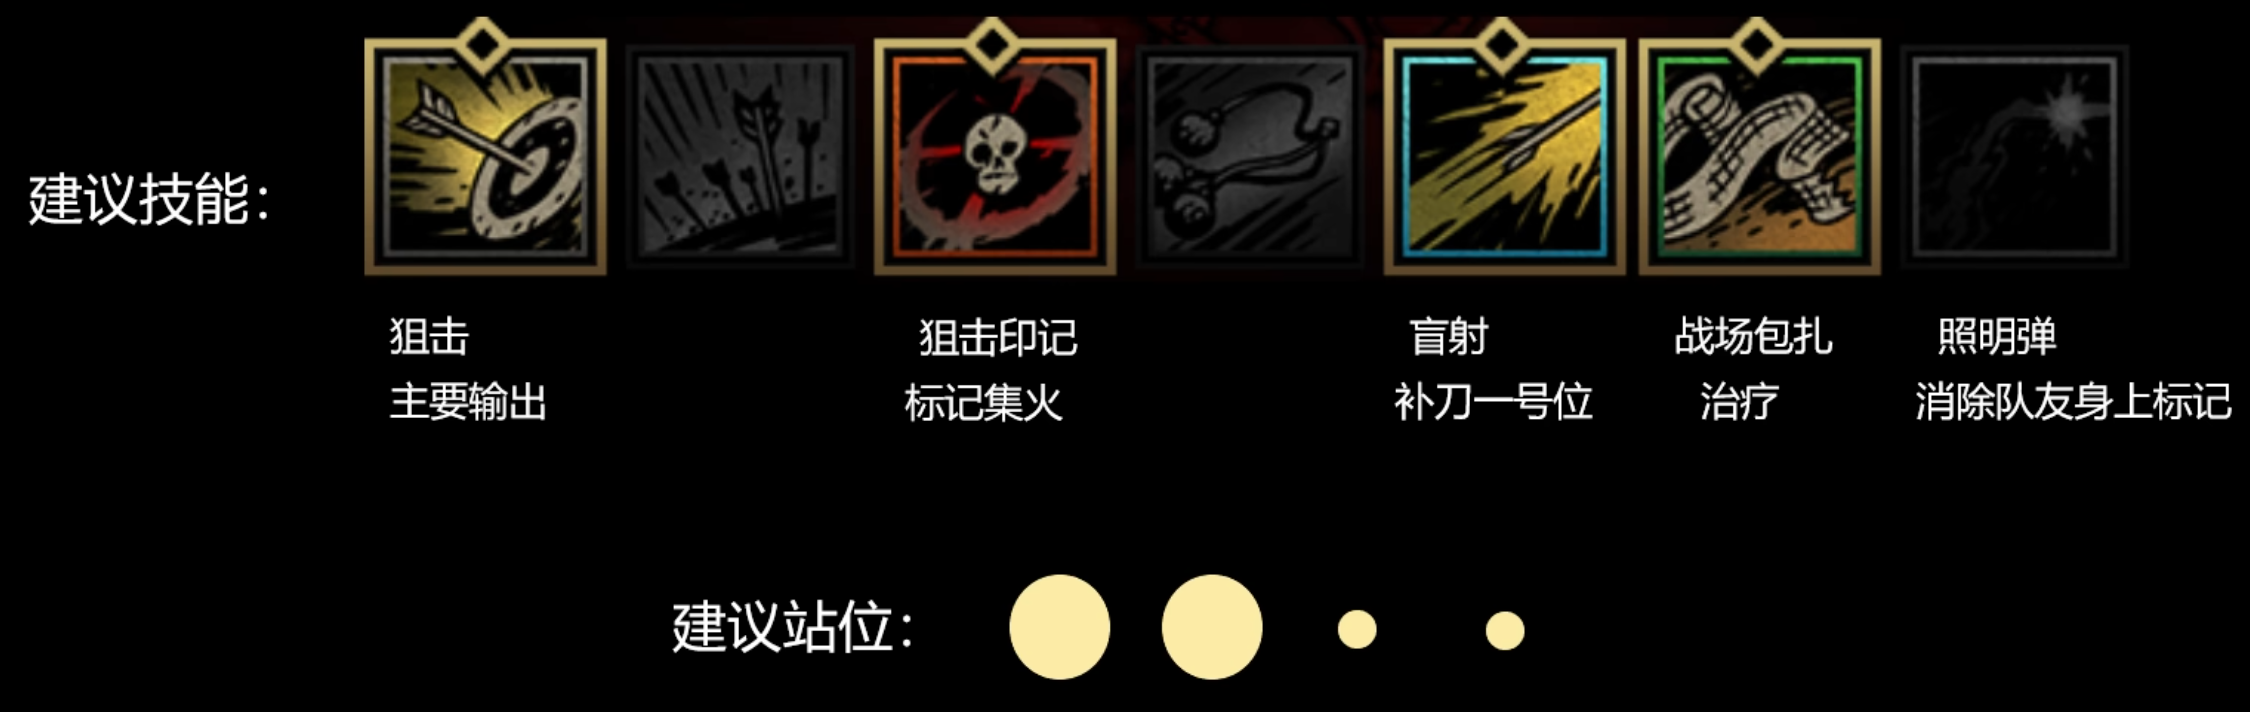 建议技能：
狙击
狙击印记
盲射
战场包扎
照明弹
主要输出
标记集火
补刀一号位
治疗
消除队友身上标记
建议站位：